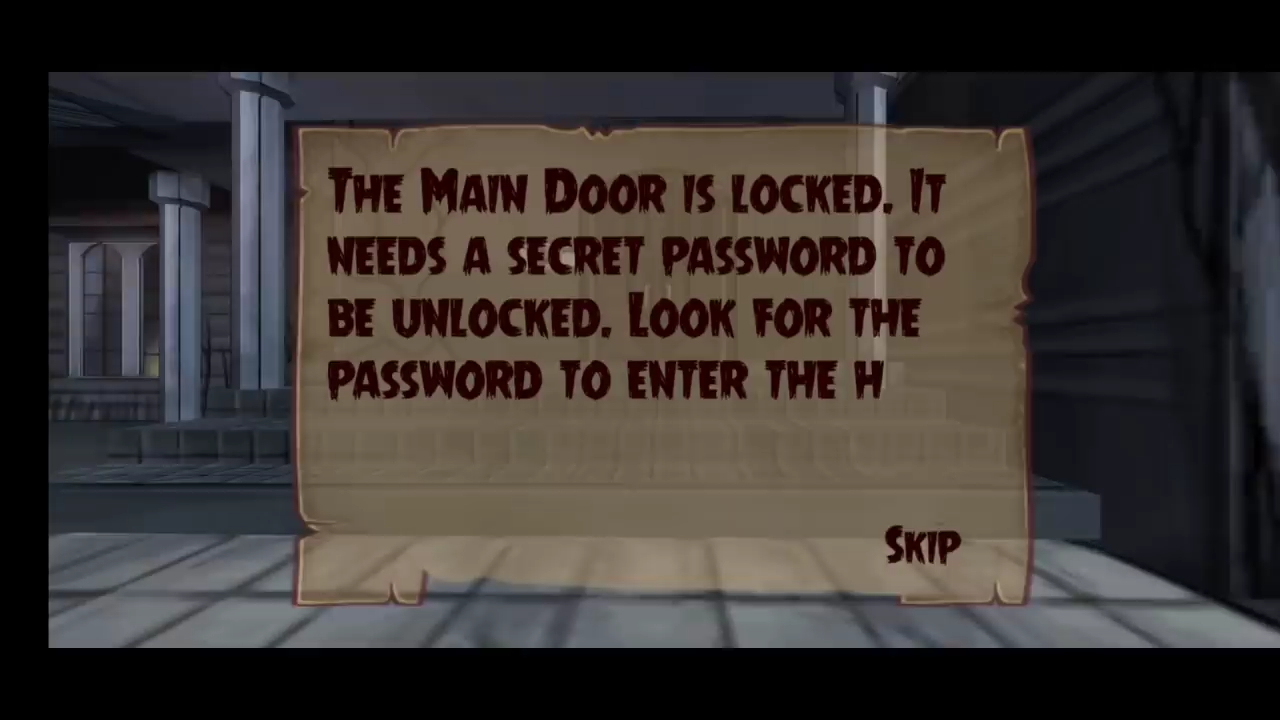 The Main Door is locked. It
needs a secret password to
be unlocked. Look for the
password to enter the h
Skip